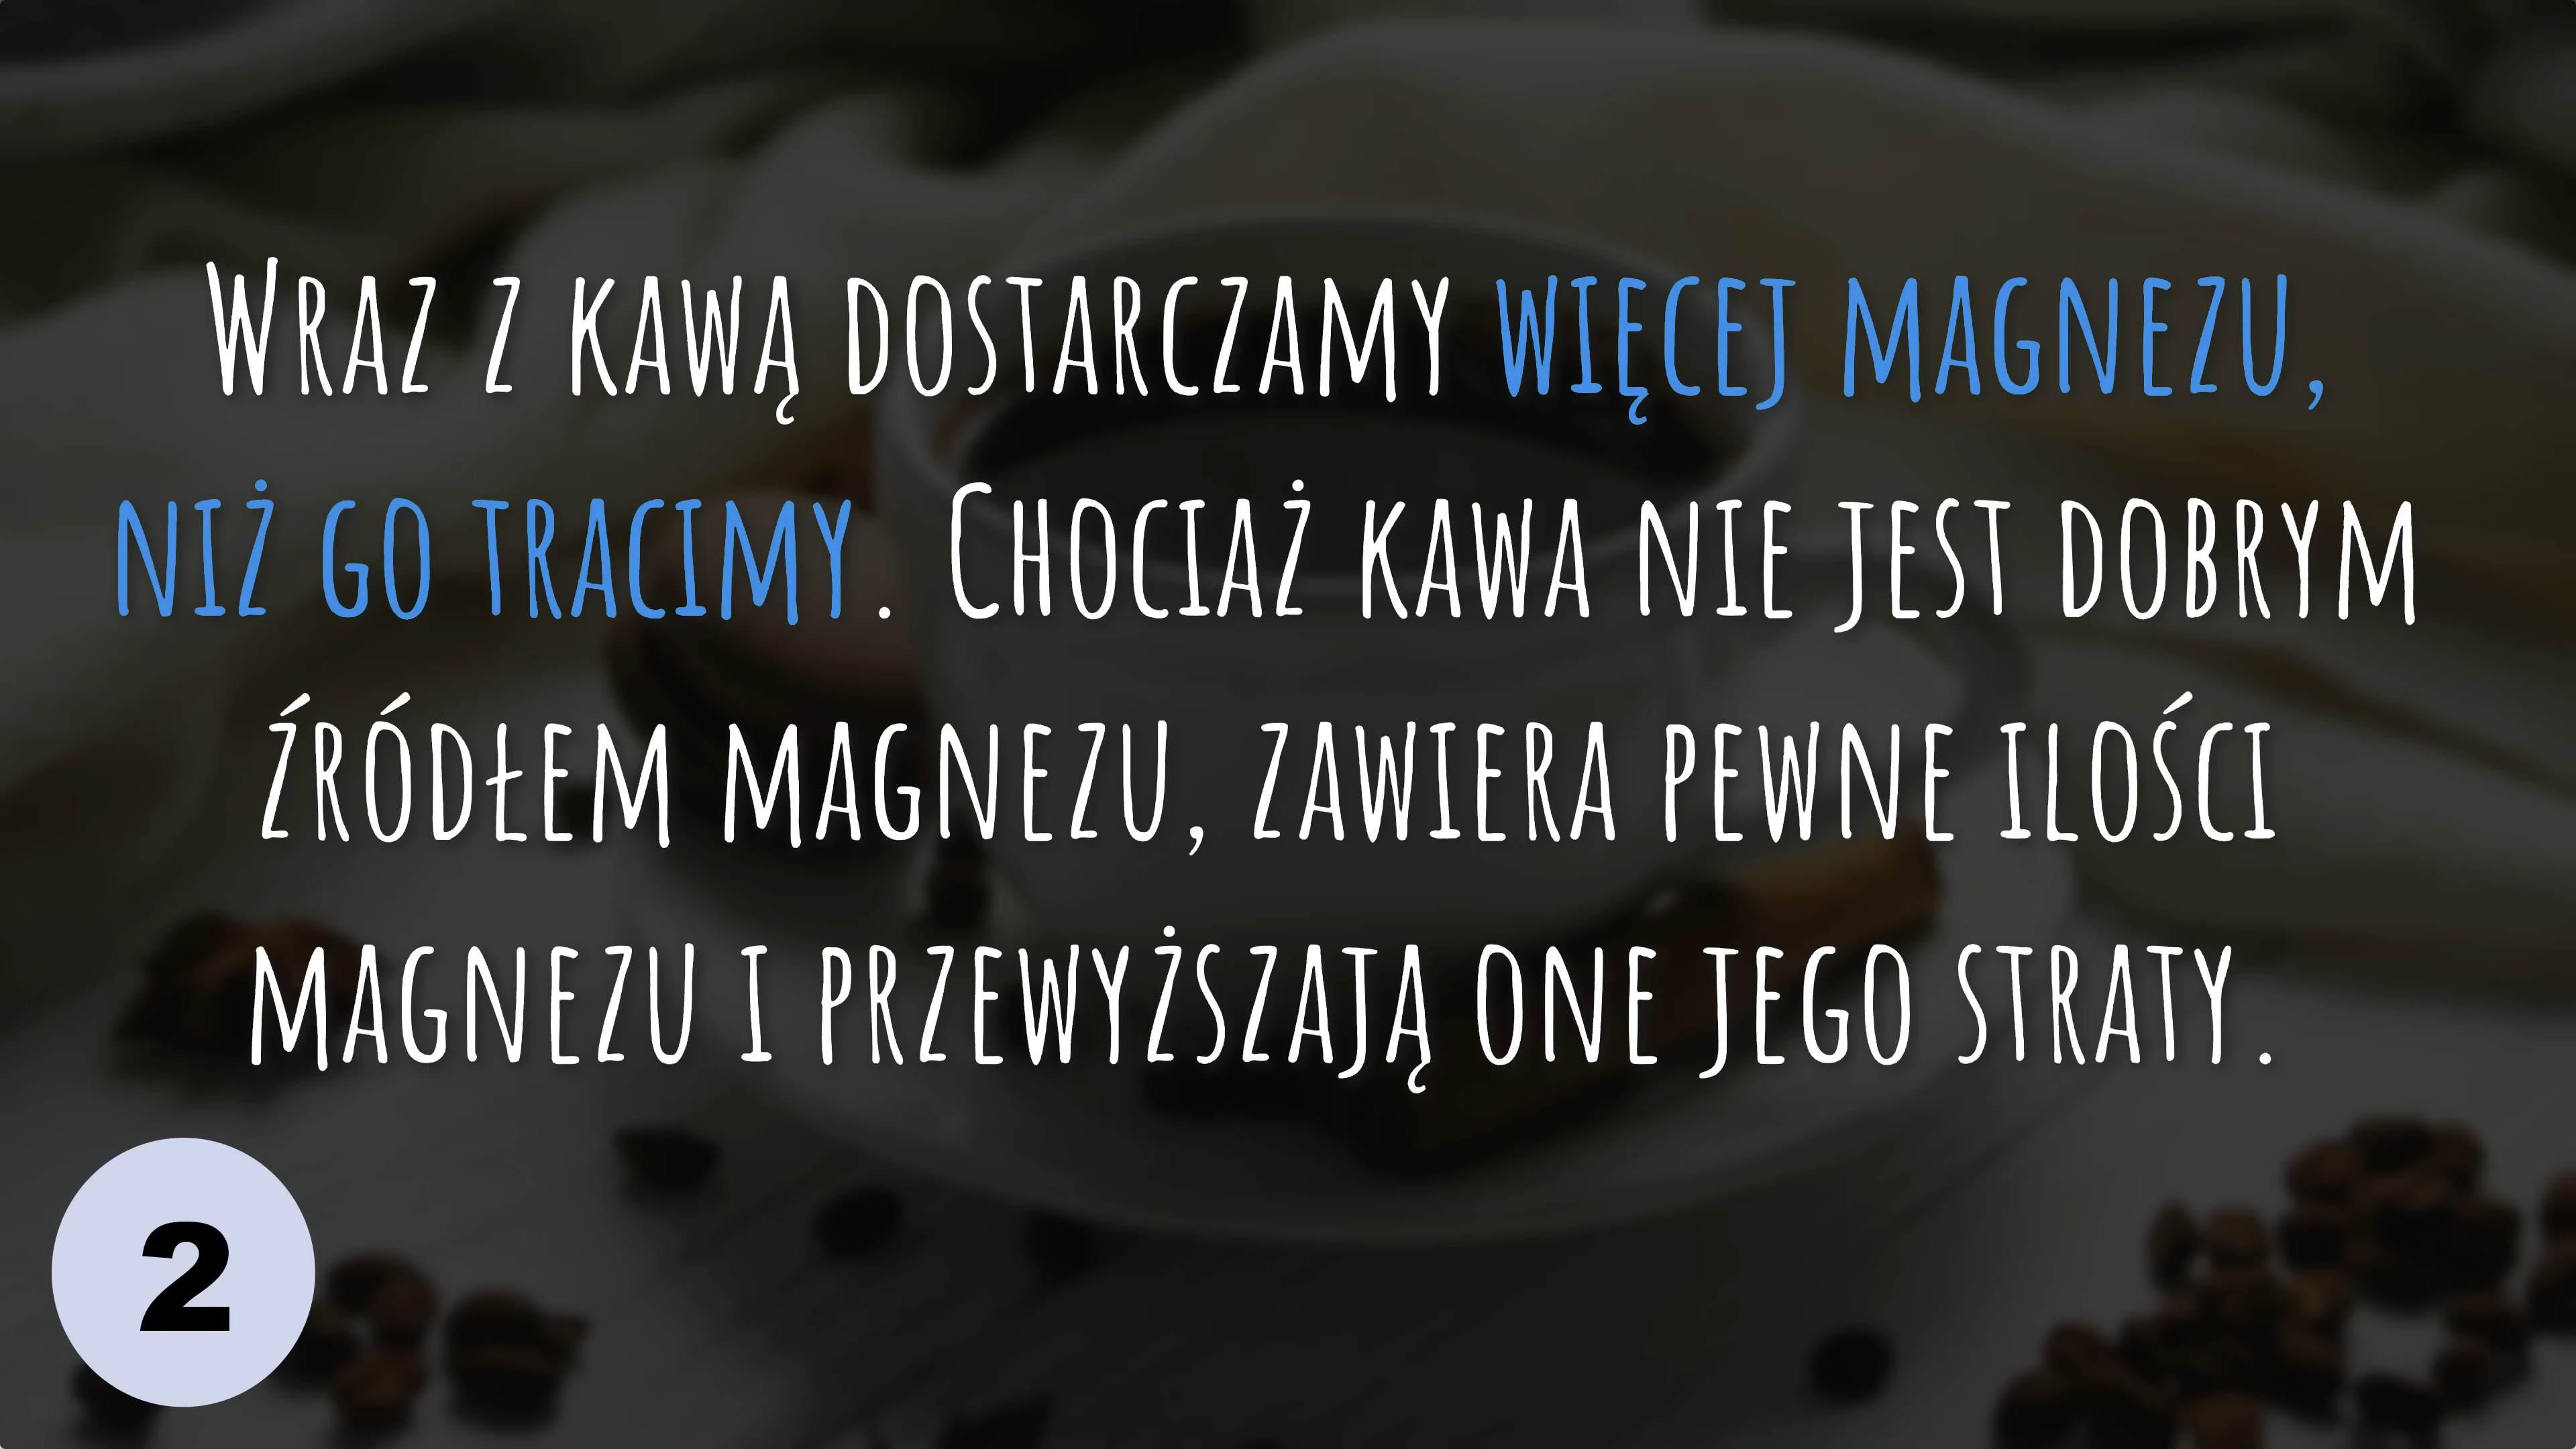 Wraz z kawą dostarczamy więcej magnezu,
niż go tracimy. Chociaż kawa nie jest dobrym
źródłem magnezu, zawiera pewne ilości
magnezu i przewyższają one jego straty.
2